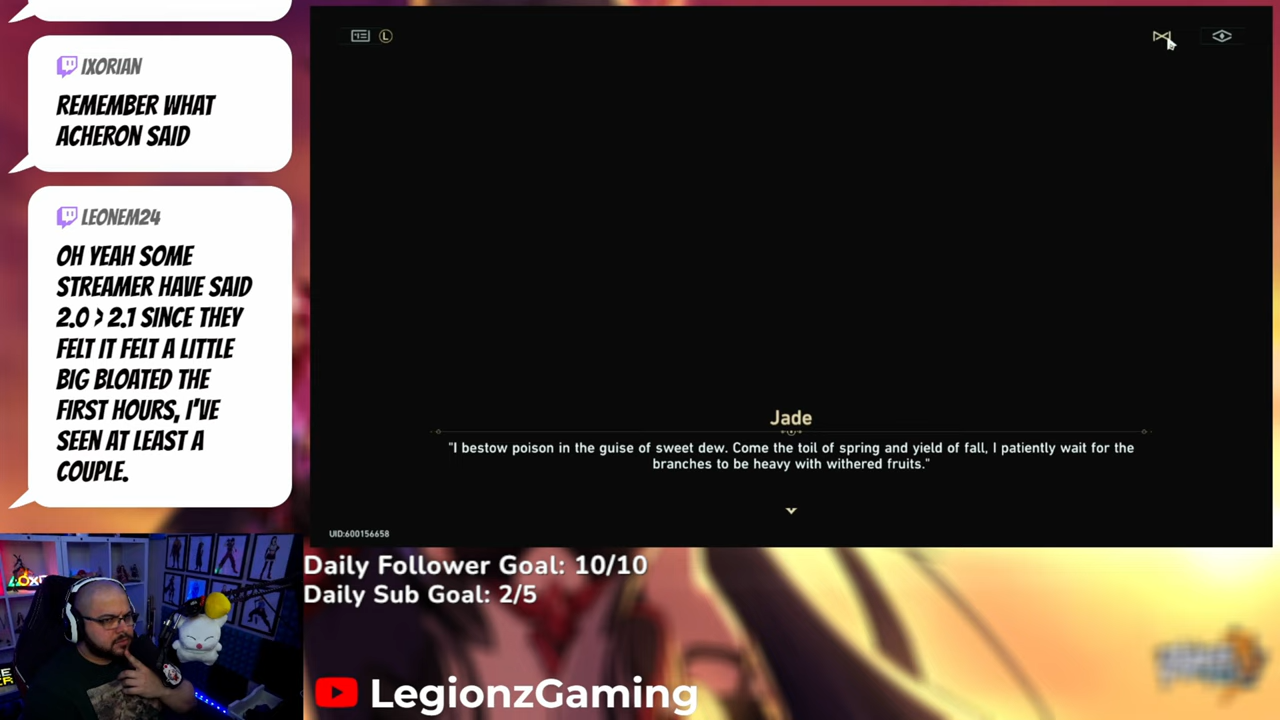 IXORIAN
REMEMBER WHAT
ACHERON SAID
LEONEM24
OH YEAH SOME
STREAMER HAVE SAID
2.0 > 2.1 SINCE THEY
FELT IT FELT A LITTLE
BIG BLOATED THE
FIRST HOURS, I'VE
SEEN AT LEAST A
COUPLE.
L
Jade
"I bestow poison in the guise of sweet dew. Come the toil of spring and yield of fall, I patiently wait for the
branches to be heavy with withered fruits."
UID:600156658
Daily Follower Goal: 10/10
Daily Sub Goal: 2/5
LegionzGaming